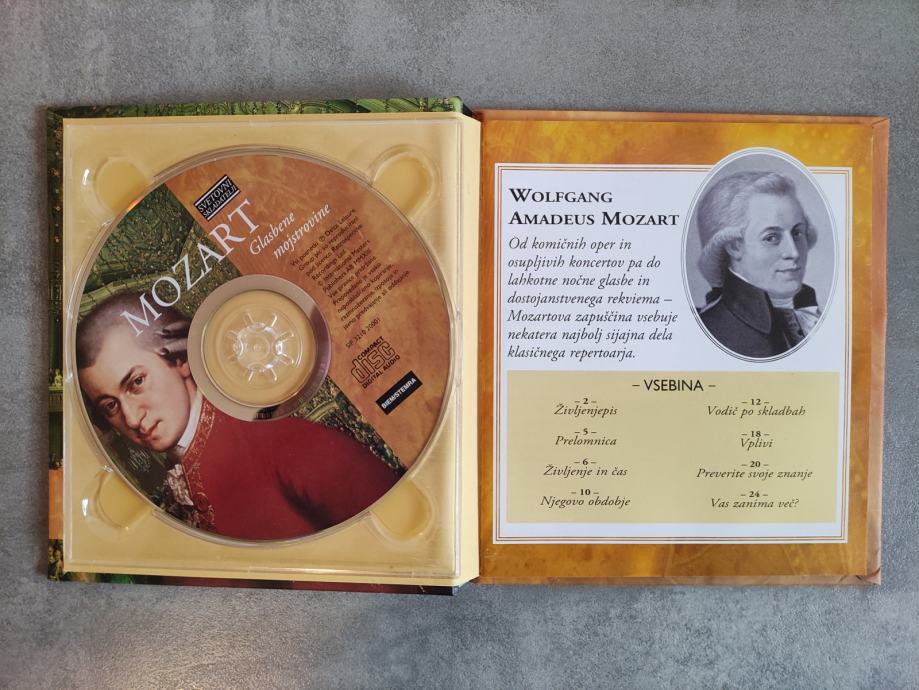 SVETOVNI
SKLADATELJI
MOZART
Glasbene
mojstrovine
COMPACT
disc
DIGITAL AUDIO
BIEM/STEMRA
WOLFGANG
AMADEUS MOZART
Od komičnih oper in
osupljivih koncertov pa do
lahkotne nočne glasbe in
dostojanstvenega rekviema –
Mozartova zapuščina vsebuje
nekatera najbolj sijajna dela
klasičnega repertoarja.
– VSEBINA –
– 2 –
Življenjepis
– 5 –
Prelomnica
– 6 –
Življenje in čas
– 10 –
Njegovo obdobje
– 12 –
Vodič po skladbah
– 18 –
Vplivi
– 20 –
Preverite svoje znanje
– 24 –
Vas zanima več?